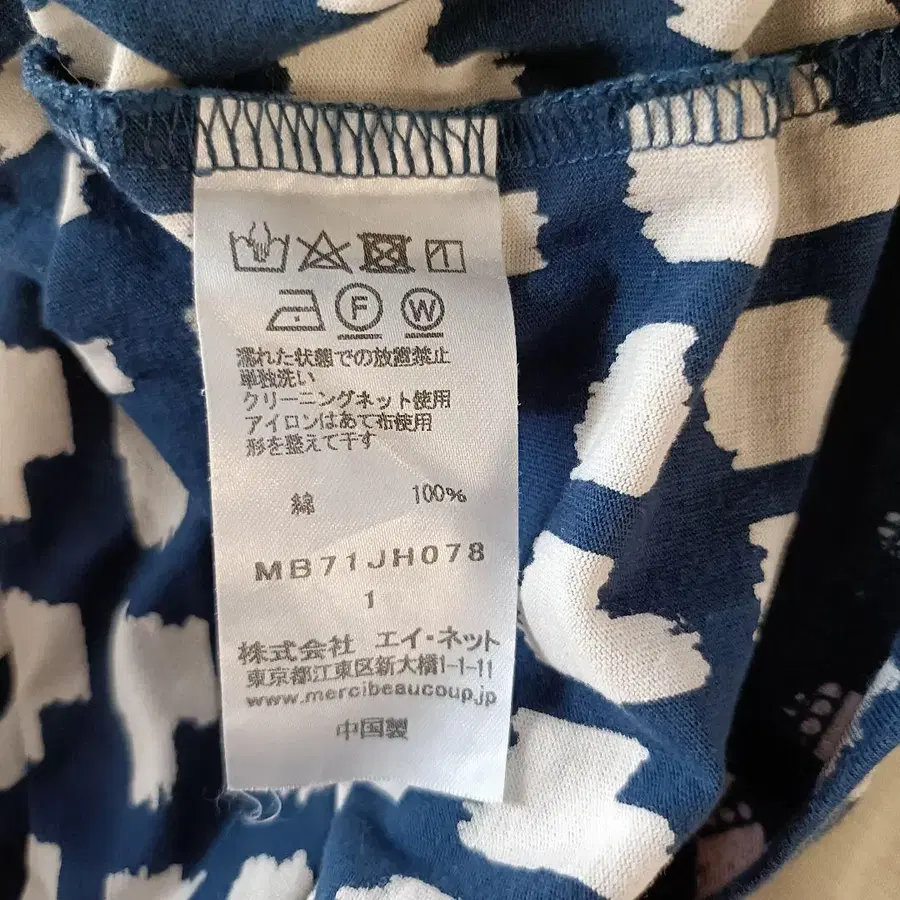 F W
濡れた状態での放置禁止
単独洗い
クリーニングネット使用
アイロンはあて布使用
形を整えて干す
綿 100%
MB71JH078
1
株式会社 エイ・ネット
東京都江東区新大橋1-1-11
www.mercibeaucoup.jp
中国製